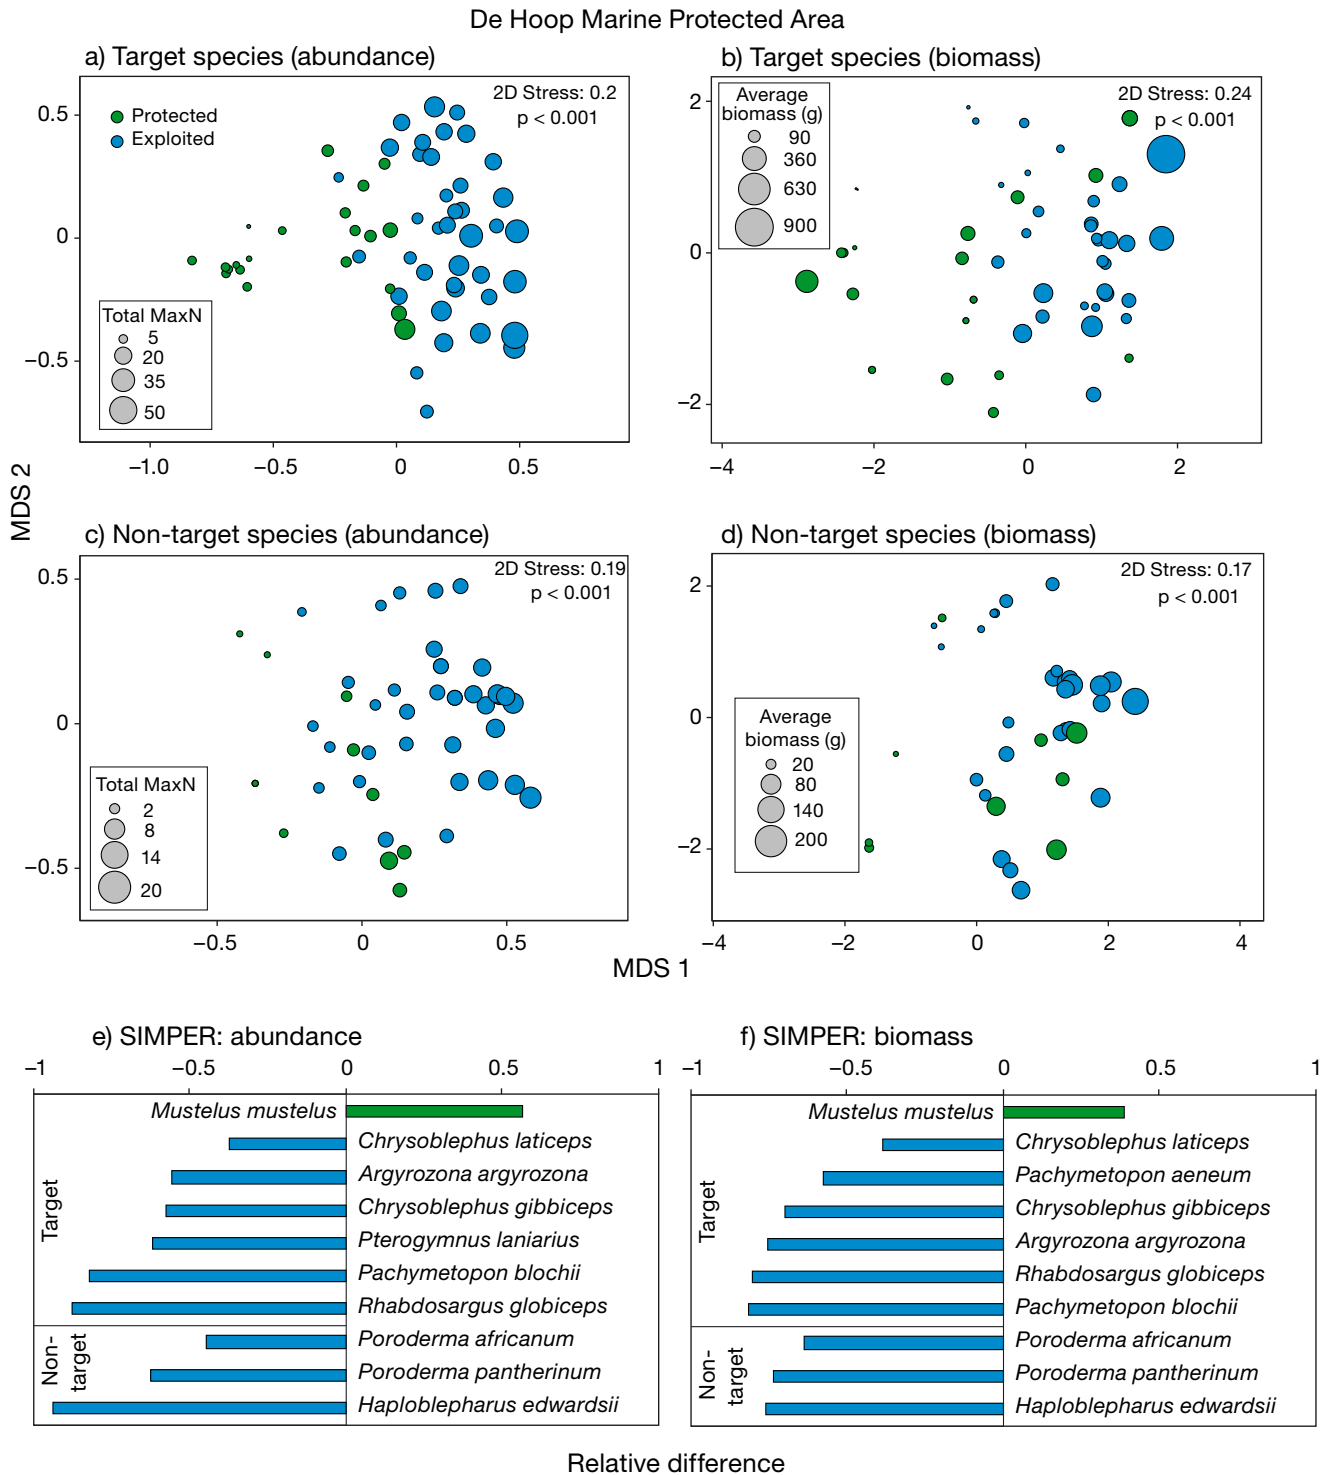 De Hoop Marine Protected Area
a) Target species (abundance)
2D Stress: 0.2
p < 0.001
Protected
Exploited
0.5
0
−0.5
Total MaxN
5
20
35
50
−1.0
−0.5
0
0.5
b) Target species (biomass)
Average
biomass (g)
90
360
630
900
2D Stress: 0.24
p < 0.001
2
0
−2
−4
−2
0
2
MDS 2
c) Non-target species (abundance)
2D Stress: 0.19
p < 0.001
0.5
0
−0.5
Total MaxN
2
8
14
20
−0.5
0
0.5
d) Non-target species (biomass)
2D Stress: 0.17
p < 0.001
2
0
−2
Average
biomass (g)
20
80
140
200
−4
−2
0
2
4
MDS 1
e) SIMPER: abundance
−1
−0.5
0
0.5
1
Target
Mustelus mustelus
Chrysoblephus laticeps
Argyrozona argyrozona
Chrysoblephus gibbiceps
Pterogymnus laniarius
Pachymetopon blochii
Rhabdosargus globiceps
Non-
target
Poroderma africanum
Poroderma pantherinum
Haploblepharus edwardsii
f) SIMPER: biomass
−1
−0.5
0
0.5
1
Target
Mustelus mustelus
Chrysoblephus laticeps
Pachymetopon aeneum
Chrysoblephus gibbiceps
Argyrozona argyrozona
Rhabdosargus globiceps
Pachymetopon blochii
Non-
target
Poroderma africanum
Poroderma pantherinum
Haploblepharus edwardsii
Relative difference